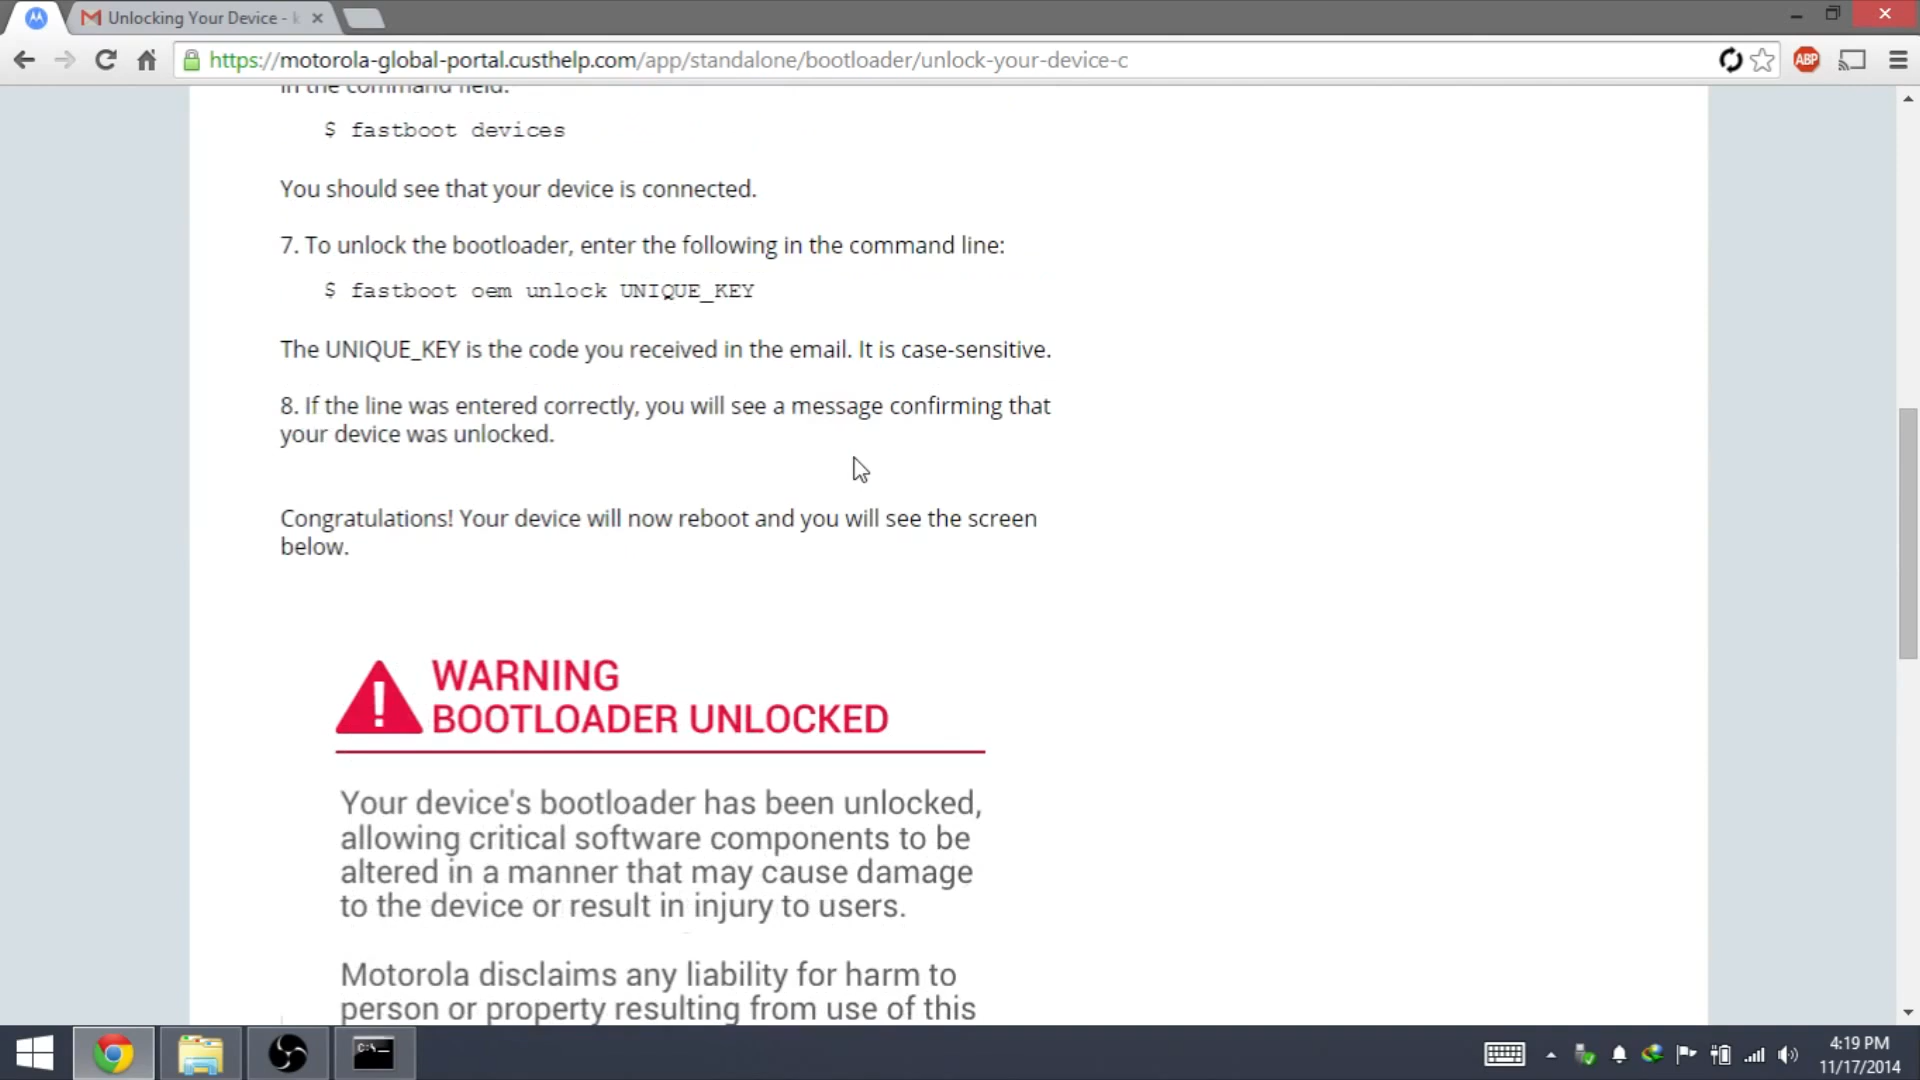 Unlocking Your Device - k
https://motorola-global-portal.custhelp.com/app/standalone/bootloader/unlock-your-device-c
ABP
in the command field.
$ fastboot devices
You should see that your device is connected.
7. To unlock the bootloader, enter the following in the command line:
$ fastboot oem unlock UNIQUE_KEY
The UNIQUE_KEY is the code you received in the email. It is case-sensitive.
8. If the line was entered correctly, you will see a message confirming that
your device was unlocked.
Congratulations! Your device will now reboot and you will see the screen
below.
WARNING
BOOTLOADER UNLOCKED
Your device's bootloader has been unlocked,
allowing critical software components to be
altered in a manner that may cause damage
to the device or result in injury to users.
Motorola disclaims any liability for harm to
person or property resulting from use of this
4:19 PM
11/17/2014